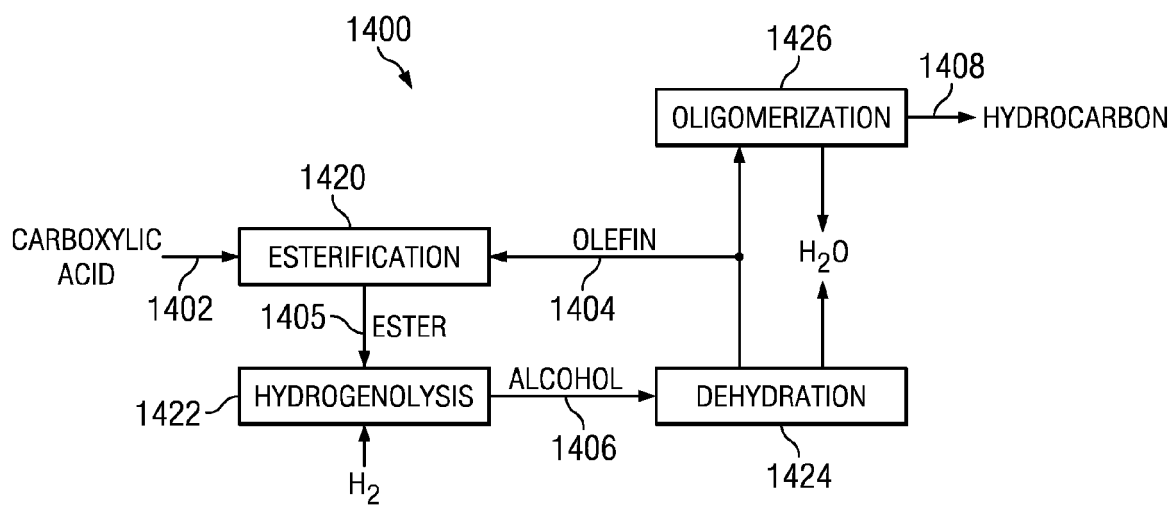 1400
1426
1408
OLIGOMERIZATION
HYDROCARBON
1420
CARBOXYLIC
ACID
ESTERIFICATION
OLEFIN
H₂O
1402
1404
1405
ESTER
HYDROGENOLYSIS
ALCOHOL
DEHYDRATION
1422
1406
1424
H₂